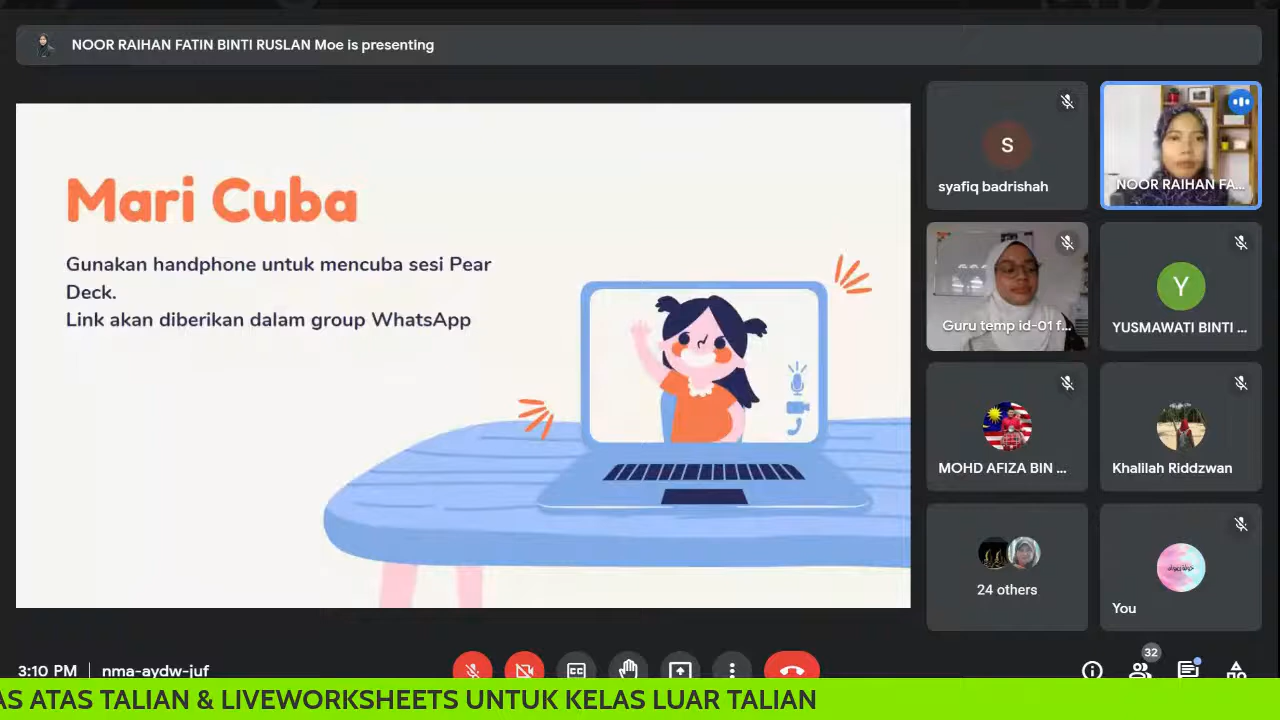 NOOR RAIHAN FATIN BINTI RUSLAN Moe is presenting
Mari Cuba
Gunakan handphone untuk mencuba sesi Pear
Deck.
Link akan diberikan dalam group WhatsApp
S
syafiq badrishah
NOOR RAIHAN FA...
Guru temp id-01 f...
Y
YUSMAWATI BINTI ...
MOHD AFIZA BIN ...
Khalilah Riddzwan
24 others
You
3:10 PM
nma-aydw-juf
CC
32
AS ATAS TALIAN & LIVEWORKSHEETS UNTUK KELAS LUAR TALIAN